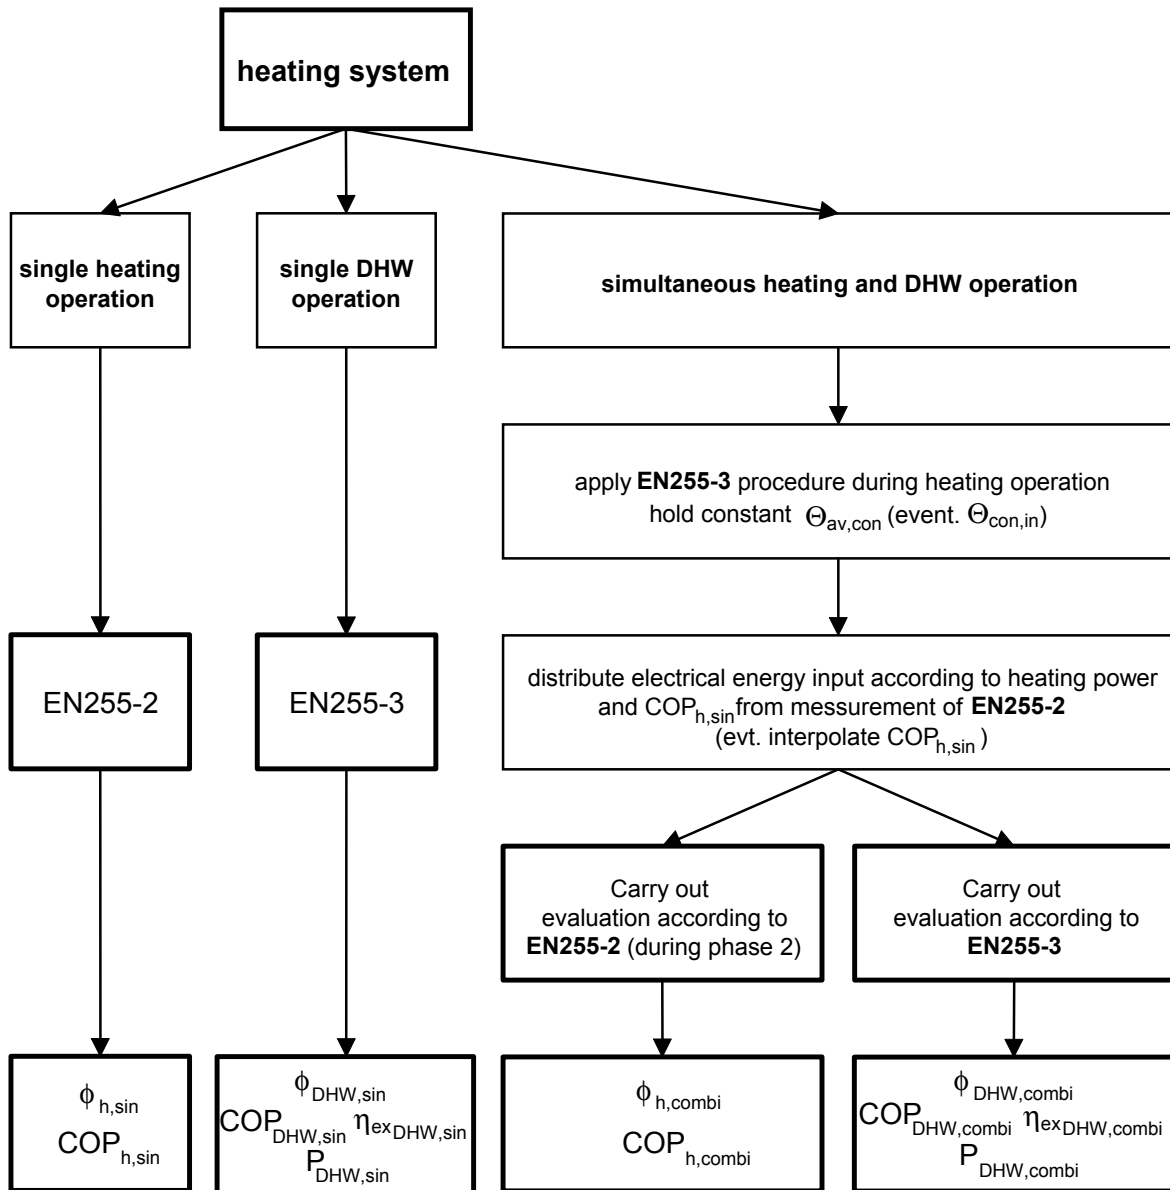 heating system
single heating
operation
single DHW
operation
simultaneous heating and DHW operation
apply EN255-3 procedure during heating operation
hold constant Θav,con (event. Θcon,in)
EN255-2
EN255-3
distribute electrical energy input according to heating power
and COPh,sin from messurement of EN255-2
(evt. interpolate COPh,sin )
Carry out
evaluation according to
EN255-2 (during phase 2)
Carry out
evaluation according to
EN255-3
ϕh,sin
COPh,sin
ϕDHW,sin
COPDHW,sin ηexDHW,sin
PDHW,sin
ϕh,combi
COPh,combi
ϕDHW,combi
COPDHW,combi ηexDHW,combi
PDHW,combi